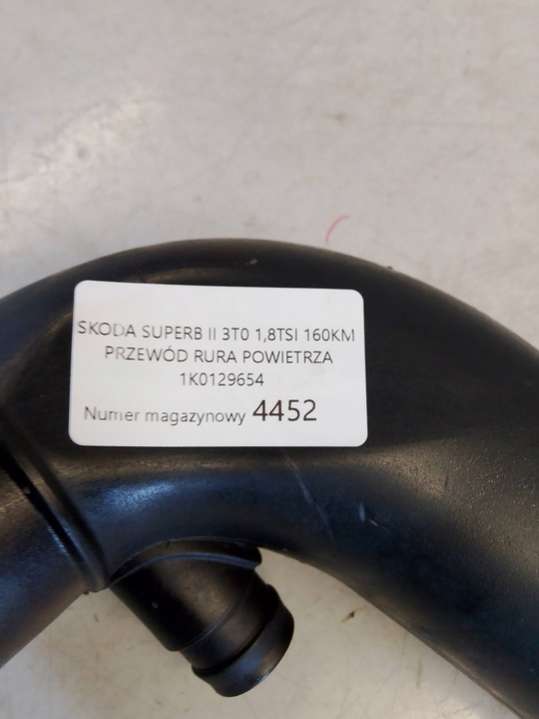 SKODA SUPERB II 3T0 1,8TSI 160KM
PRZEWÓD RURA POWIETRZA
1K0129654
Numer magazynowy 4452